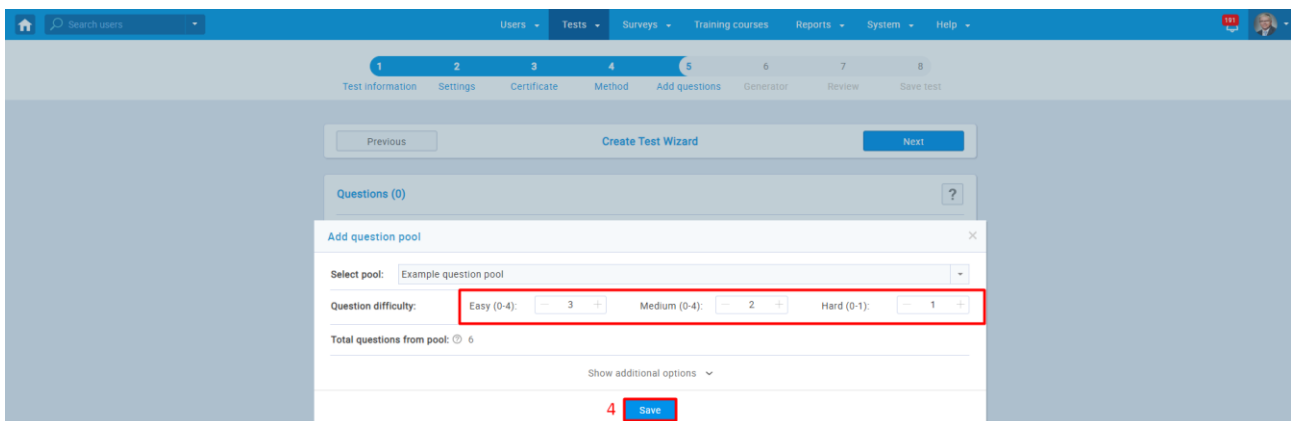 Search users Users Tests Surveys Training courses Reports System Help 101
1 2 3 4 5 6 7 8
Test information Settings Certificate Method Add questions Generator Review Save test
Previous Create Test Wizard Next
Questions (0) ?
Add question pool ×
Select pool: Example question pool
Question difficulty: Easy (0-4): − 3 + Medium (0-4): − 2 + Hard (0-1): − 1 +
Total questions from pool: ? 6
Show additional options
4 Save